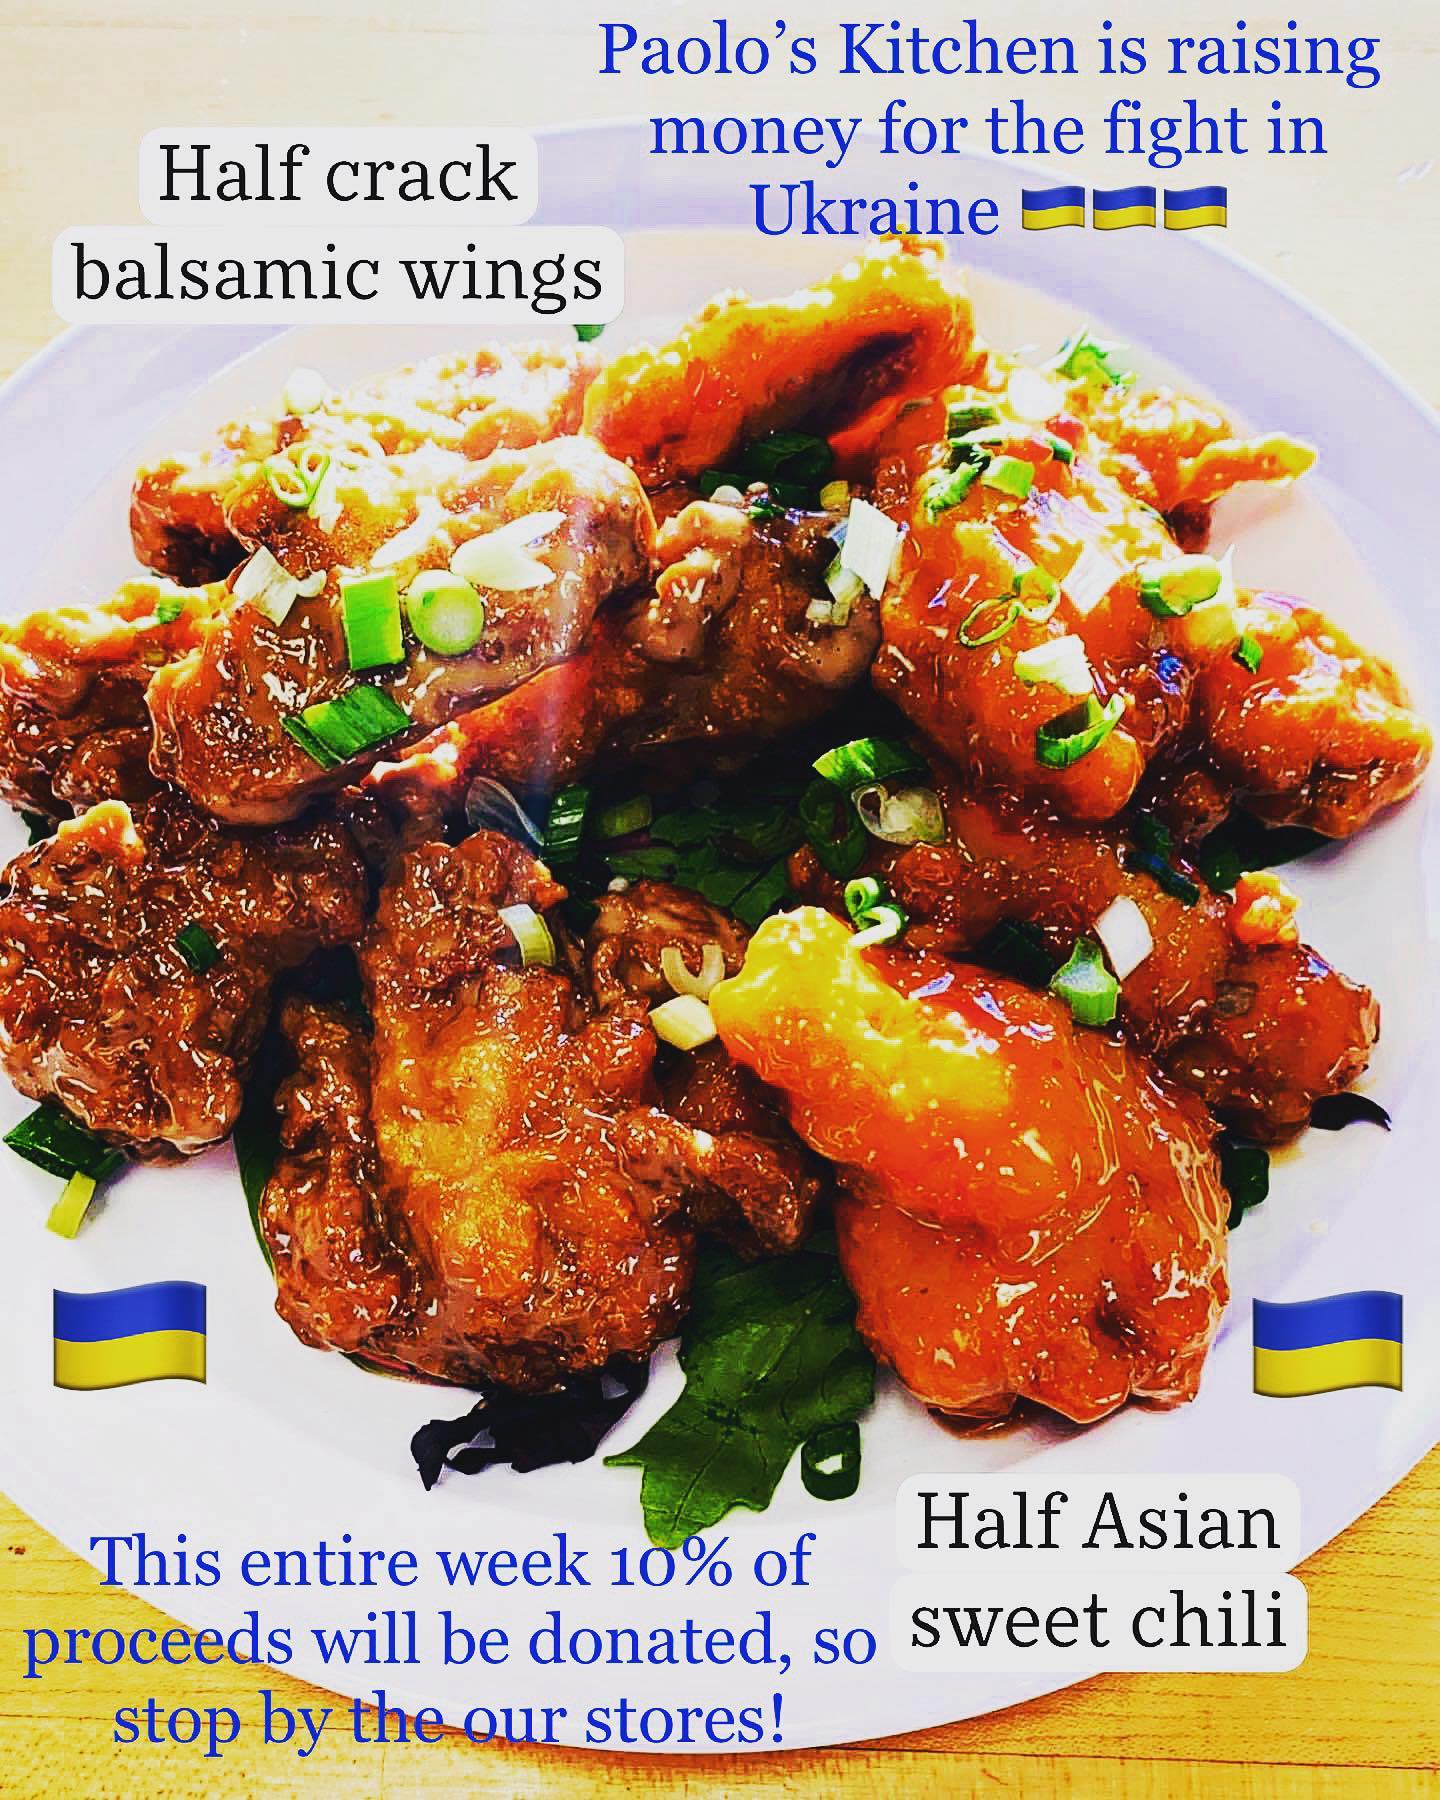 Paolo’s Kitchen is raising
money for the fight in
Ukraine 🇺🇦🇺🇦🇺🇦
Half crack
balsamic wings
This entire week 10% of
proceeds will be donated, so
stop by the our stores!
Half Asian
sweet chili